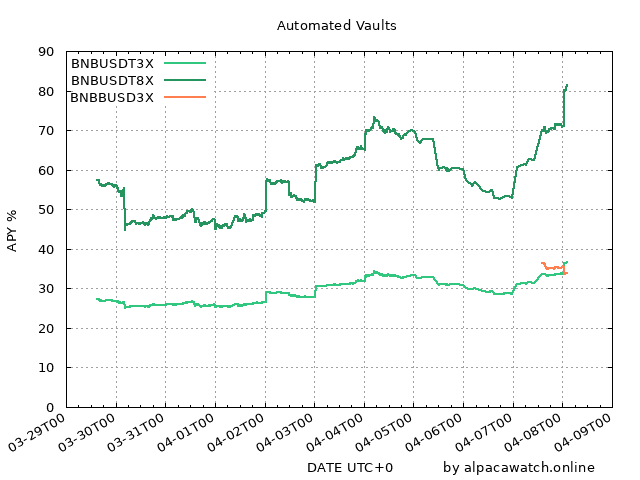 Automated Vaults
BNBUSDT3X
BNBUSDT8X
BNBBUSD3X
APY %
90
80
70
60
50
40
30
20
10
0
03-29T00
03-30T00
03-31T00
04-01T00
04-02T00
04-03T00
04-04T00
04-05T00
04-06T00
04-07T00
04-08T00
04-09T00
DATE UTC+0
by alpacawatch.online